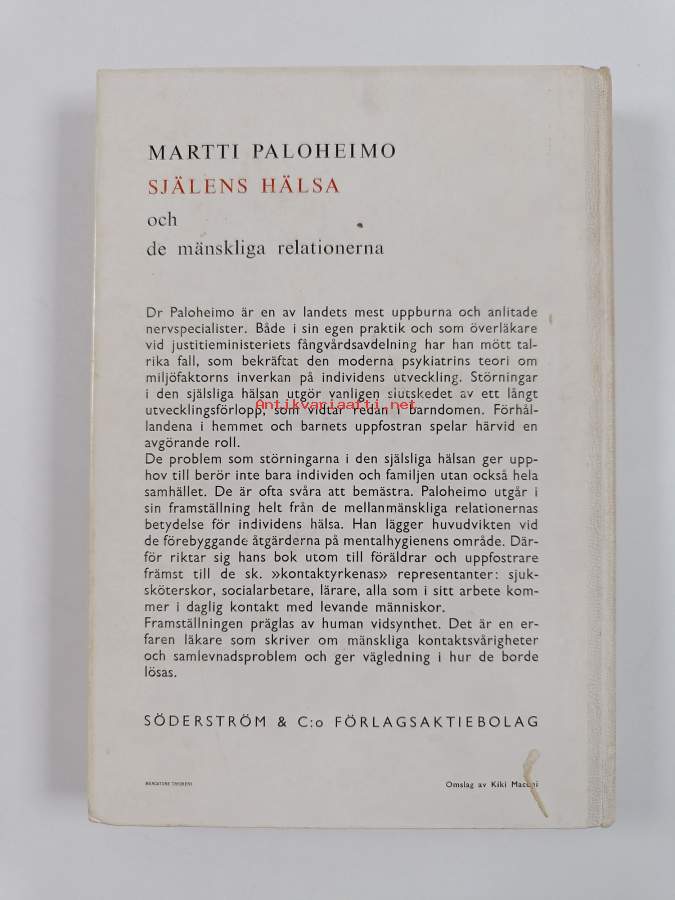 MARTTI PALOHEIMO
SJÄLENS HÄLSA
och
de mänskliga relationerna
Dr Paloheimo är en av landets mest uppburna och anlitade
nervspecialister. Både i sin egen praktik och som överläkare
vid justitieministeriets fångvårdsavdelning har han mött tal-
rika fall, som bekräftat den moderna psykiatrins teori om
miljöfaktorns inverkan på individens utveckling. Störningar
i den själsliga hälsan utgör vanligen slutskedet av ett långt
Antikvariaatti.net
utvecklingsförlopp, som vidtar redan i barndomen. Förhål-
landena i hemmet och barnets uppfostran spelar härvid en
avgörande roll.
De problem som störningarna i den själsliga hälsan ger upp-
hov till berör inte bara individen och familjen utan också hela
samhället. De är ofta svåra att bemästra. Paloheimo utgår i
sin framställning helt från de mellanmänskliga relationernas
betydelse för individens hälsa. Han lägger huvudvikten vid
de förebyggande åtgärderna på mentalhygienens område. Där-
för riktar sig hans bok utom till föräldrar och uppfostrare
främst till de sk. »kontaktyrkenas» representanter: sjuk-
sköterskor, socialarbetare, lärare, alla som i sitt arbete kom-
mer i daglig kontakt med levande människor.
Framställningen präglas av human vidsynthet. Det är en er-
faren läkare som skriver om mänskliga kontaktsvårigheter
och samlevnadsproblem och ger vägledning i hur de borde
lösas.
SÖDERSTRÖM & C:o FÖRLAGSAKTIEBOLAG
Omslag av Kiki